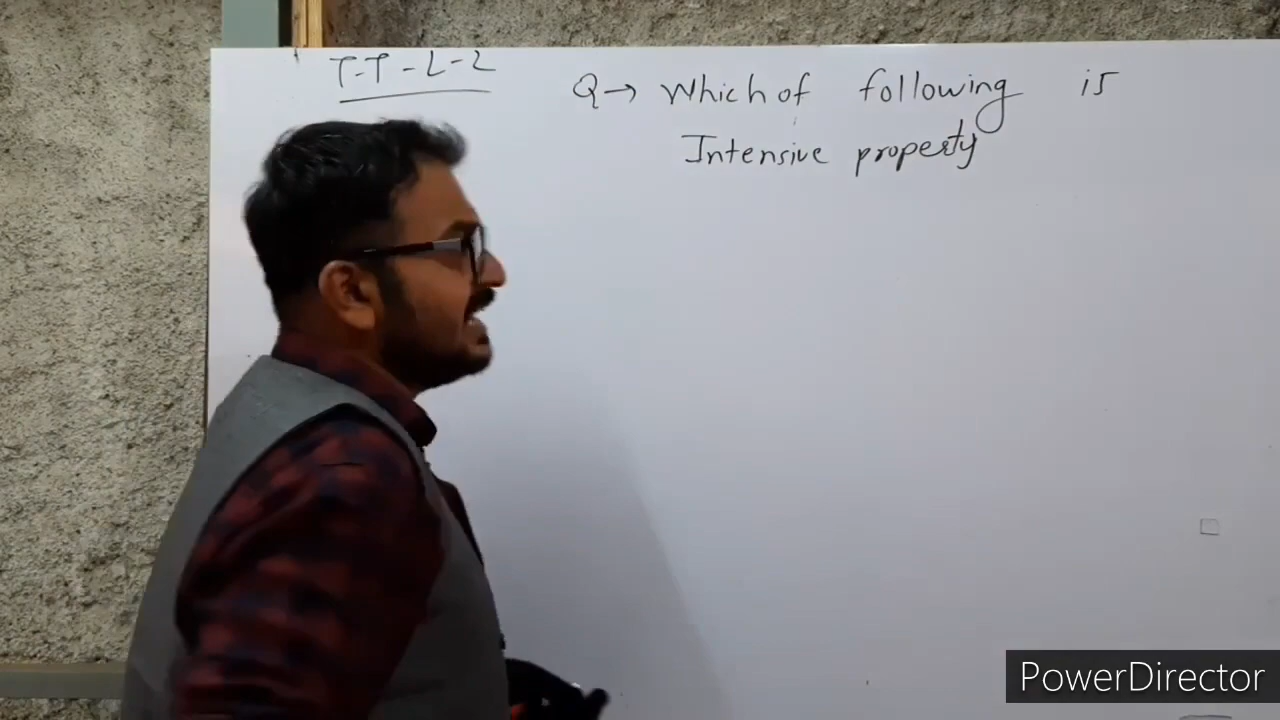 T-T-L-2
Q→ Which of following is
Intensive property
PowerDirector